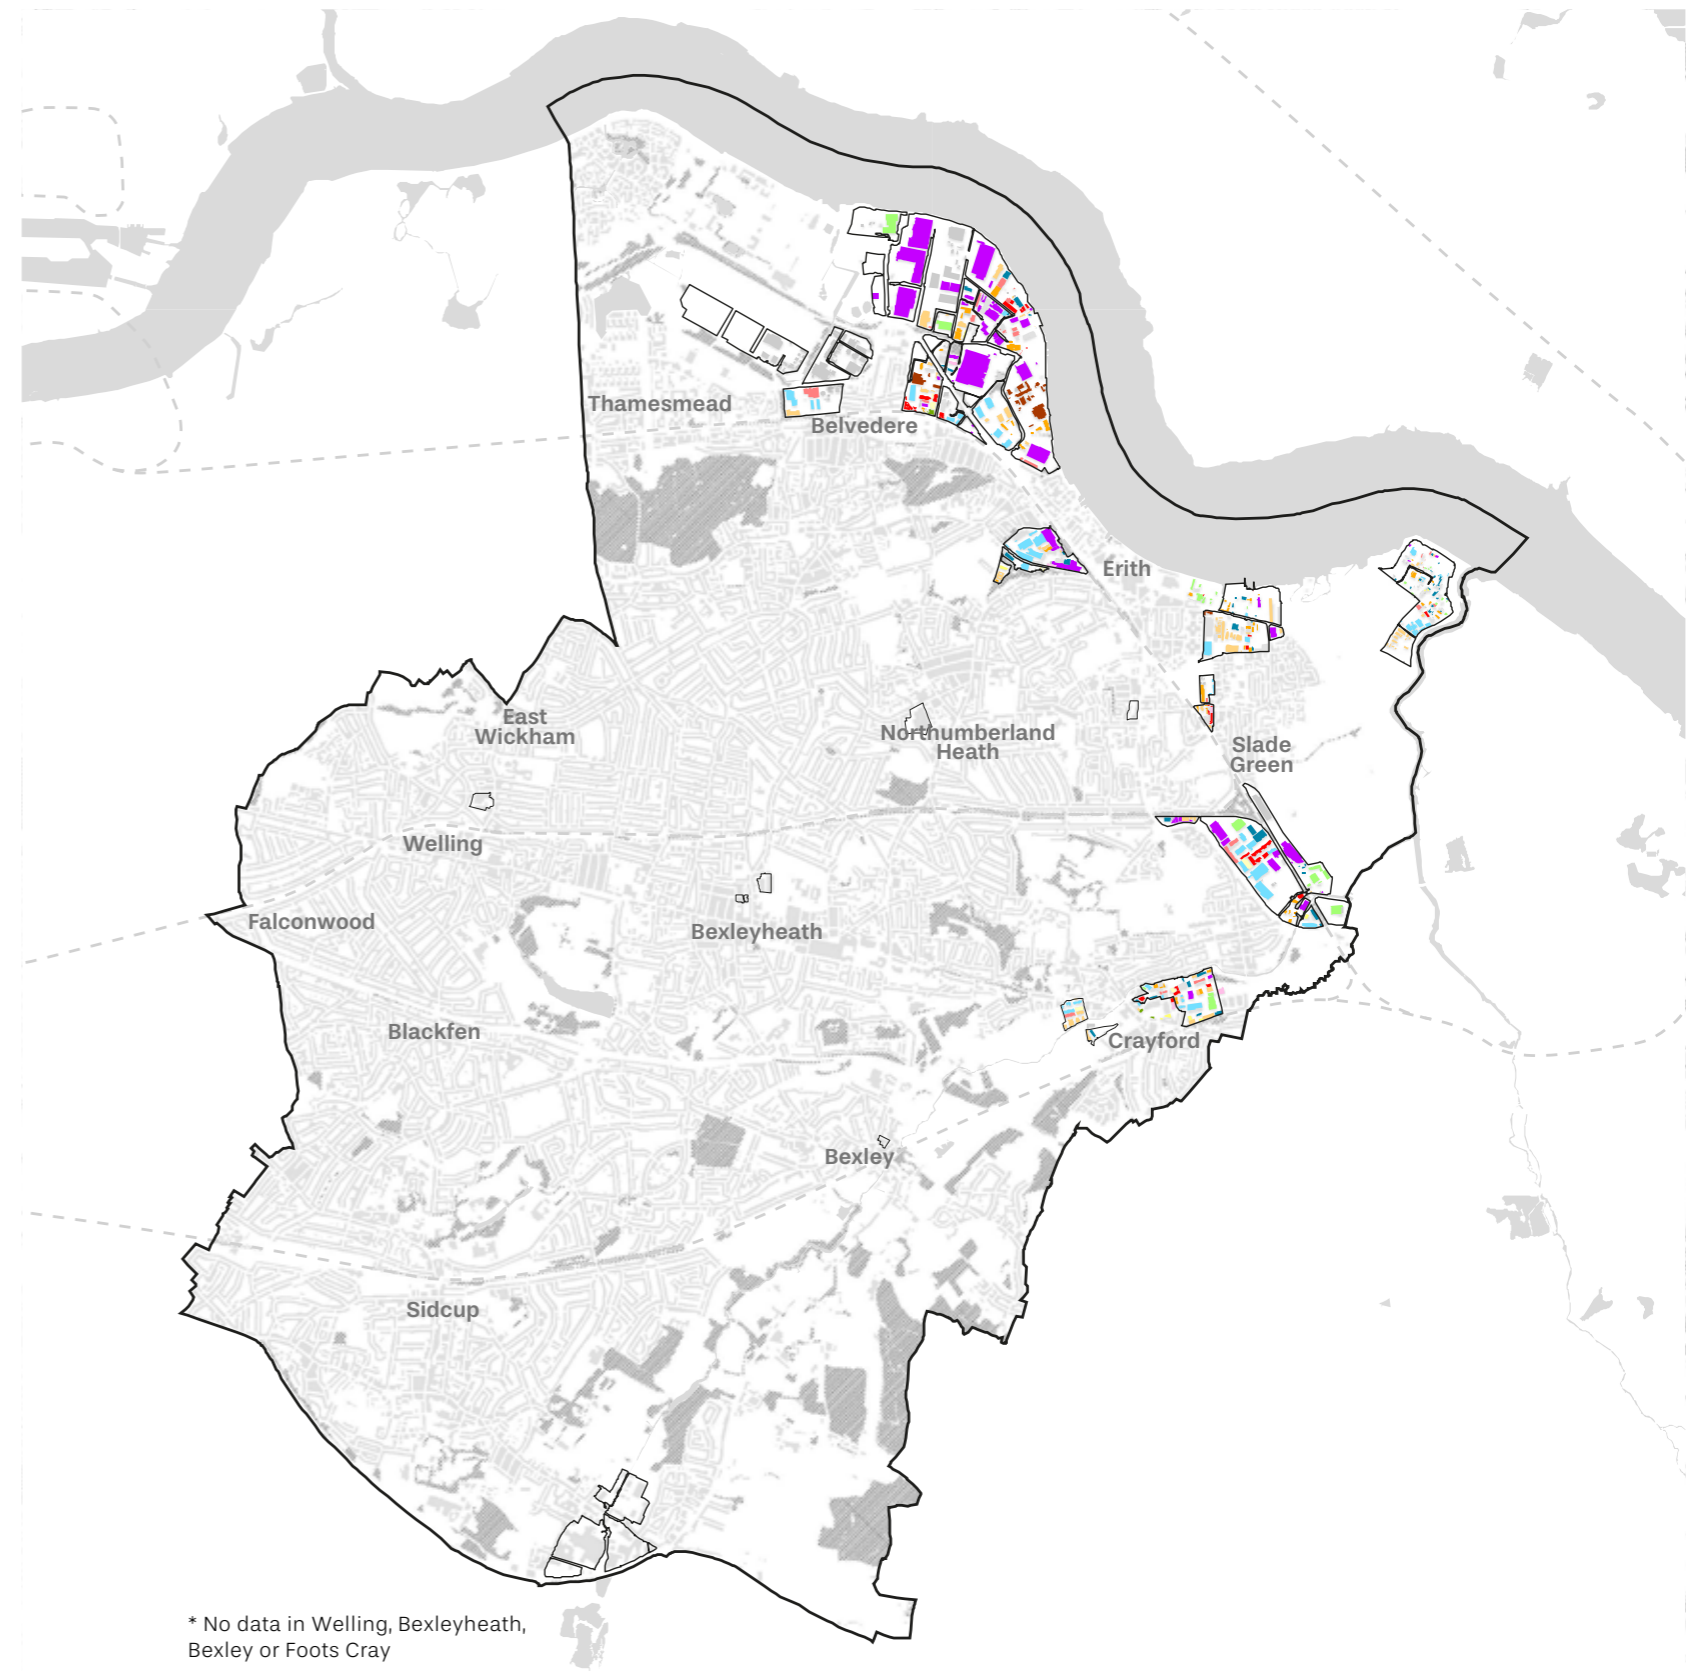 Thamesmead
Belvedere
Erith
East
Wickham
Northumberland
Heath
Slade
Green
Welling
Falconwood
Bexleyheath
Blackfen
Crayford
Bexley
Sidcup
* No data in Welling, Bexleyheath,
Bexley or Foots Cray